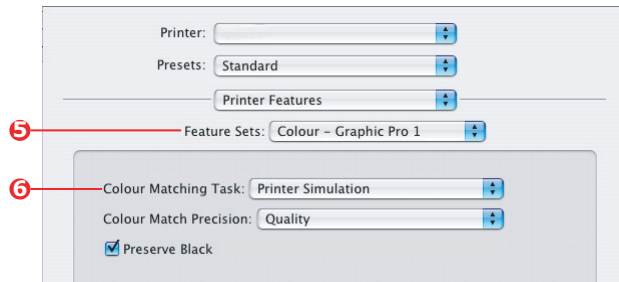 Printer:
Presets: Standard
Printer Features
5 Feature Sets: Colour – Graphic Pro 1
6 Colour Matching Task: Printer Simulation
Colour Match Precision: Quality
Preserve Black